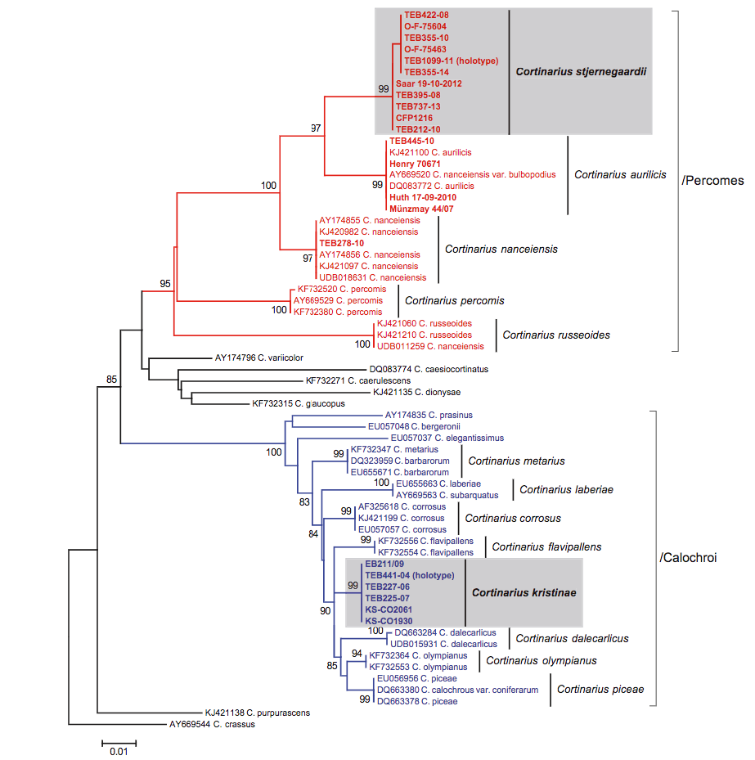 TEB422-08
O-F-75604
TEB355-10
O-F-75463
TEB1099-11 (holotype)
TEB355-14
Cortinarius stjernegaardii
99
Saar 19-10-2012
TEB395-08
TEB737-13
CFP1216
TEB212-10
97
TEB445-10
KJ421100 C. aurilicis
Henry 70671
AY669520 C. nanceiensis var. bulbopodius
Cortinarius aurilicis
/Percomes
99
DQ083772 C. aurilicis
Huth 17-09-2010
Münzmay 44/07
100
AY174855 C. nanceiensis
KJ420982 C. nanceiensis
TEB278-10
Cortinarius nanceiensis
97
AY174856 C. nanceiensis
KJ421097 C. nanceiensis
UDB018631 C. nanceiensis
95
KF732520 C. percomis
AY669529 C. percomis
Cortinarius percomis
100
KF732380 C. percomis
KJ421060 C. russeoides
KJ421210 C. russeoides
Cortinarius russeoides
100
UDB011259 C. nanceiensis
AY174796 C. variicolor
DQ083774 C. caesiocortinatus
85
KF732271 C. caerulescens
KJ421135 C. dionysae
KF732315 C. glaucopus
AY174835 C. prasinus
EU057048 C. bergeronii
100
EU057037 C. elegantissimus
99
KF732347 C. metarius
DQ323959 C. barbarorum
Cortinarius metarius
EU655671 C. barbarorum
83
100
EU655663 C. laberiae
Cortinarius laberiae
AY669563 C. subarquatus
84
99
AF325618 C. corrosus
KJ421199 C. corrosus
Cortinarius corrosus
EU057057 C. corrosus
99
KF732556 C. flavipallens
Cortinarius flavipallens
KF732554 C. flavipallens
/Calochroi
90
99
EB211/09
TEB441-04 (holotype)
TEB227-06
Cortinarius kristinae
TEB225-07
KS-CO2061
KS-CO1930
100
DQ663284 C. dalecarlicus
Cortinarius dalecarlicus
UDB015931 C. dalecarlicus
85
94
KF732364 C. olympianus
Cortinarius olympianus
KF732553 C. olympianus
EU056956 C. piceae
DQ663380 C. calochrous var. coniferarum
Cortinarius piceae
99
DQ663378 C. piceae
KJ421138 C. purpurascens
AY669544 C. crassus
0.01